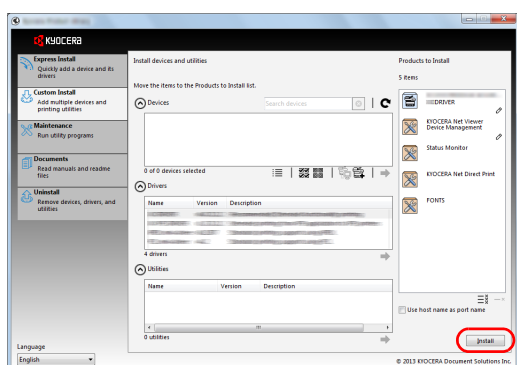 KYOCERA
Express Install
Quickly add a device and its
drivers
Custom Install
Add multiple devices and
printing utilities
Maintenance
Run utility programs
Documents
Read manuals and readme
files
Uninstall
Remove devices, drivers, and
utilities
Language
English
Install devices and utilities
Move the items to the Products to Install list.
Devices
Search devices
0 of 0 devices selected
Drivers
Name Version Description
4 drivers
Utilities
Name Version Description
0 utilities
Products to Install
5 items
DRIVER
KYOCERA Net Viewer
Device Management
Status Monitor
KYOCERA Net Direct Print
FONTS
Use host name as port name
Install
© 2013 KYOCERA Document Solutions Inc.